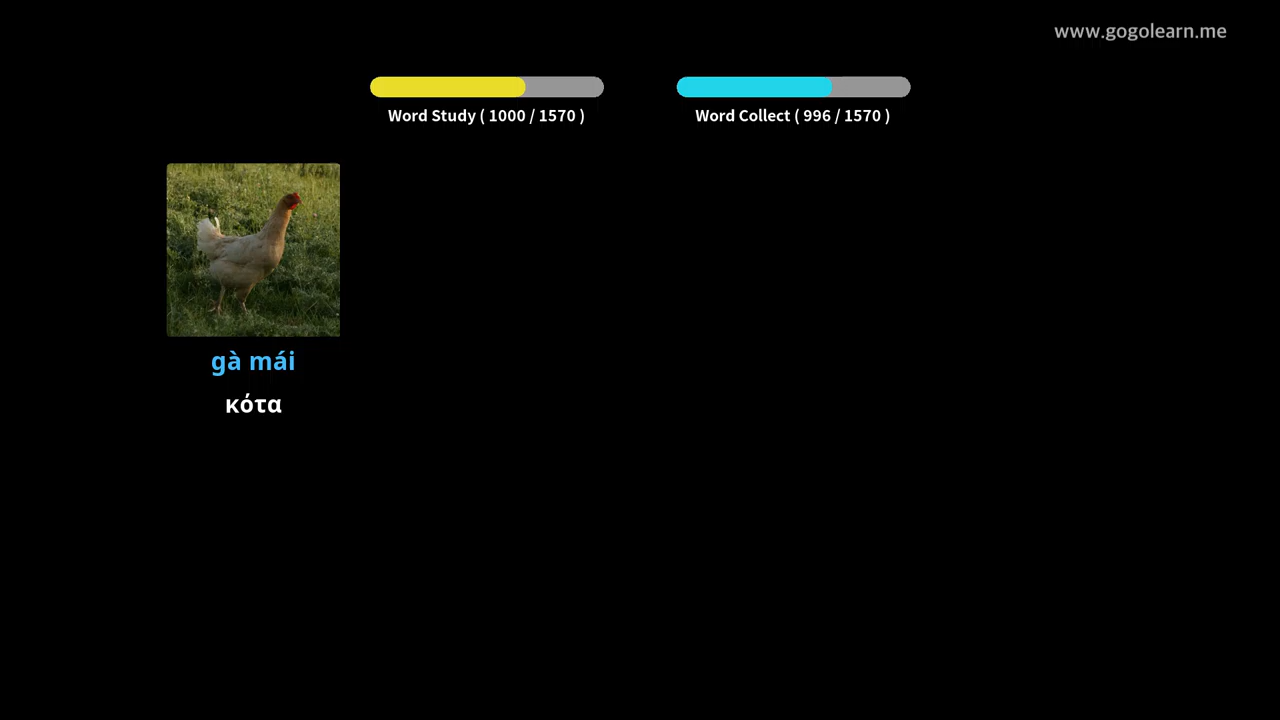 www.gogolearn.me
Word Study ( 1000 / 1570 )
Word Collect ( 996 / 1570 )
gà mái
κότα